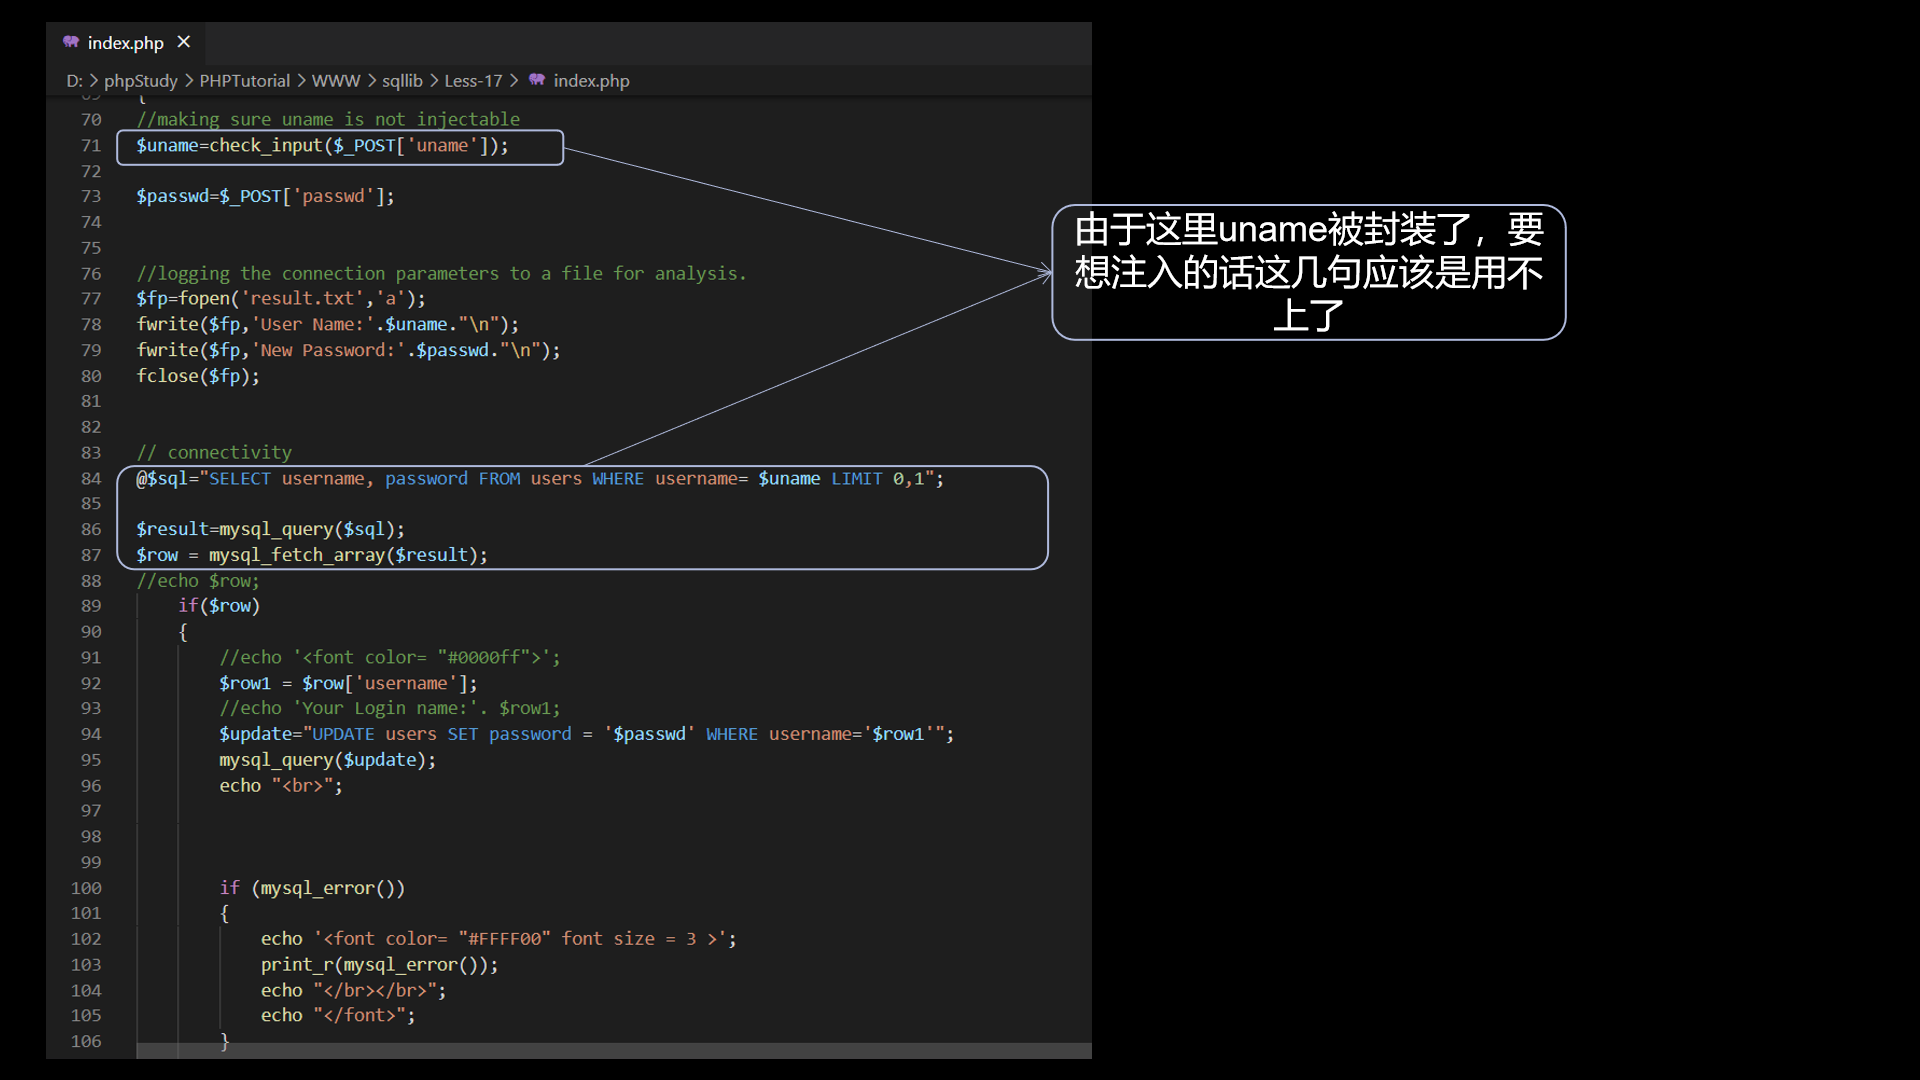 index.php
D: > phpStudy > PHPTutorial > WWW > sqllib > Less-17 > index.php
69 {
70 //making sure uname is not injectable
71 $uname=check_input($_POST['uname']);
72
73 $passwd=$_POST['passwd'];
74
75
76 //logging the connection parameters to a file for analysis.
77 $fp=fopen('result.txt','a');
78 fwrite($fp,'User Name:'.$uname."\n");
79 fwrite($fp,'New Password:'.$passwd."\n");
80 fclose($fp);
81
82
83 // connectivity
84 @$sql="SELECT username, password FROM users WHERE username= $uname LIMIT 0,1";
85
86 $result=mysql_query($sql);
87 $row = mysql_fetch_array($result);
88 //echo $row;
89 if($row)
90 {
91 //echo '<font color= "#0000ff">';
92 $row1 = $row['username'];
93 //echo 'Your Login name:'. $row1;
94 $update="UPDATE users SET password = '$passwd' WHERE username='$row1'";
95 mysql_query($update);
96 echo "<br>";
97
98
99
100 if (mysql_error())
101 {
102 echo '<font color= "#FFFF00" font size = 3 >';
103 print_r(mysql_error());
104 echo "</br></br>";
105 echo "</font>";
106 }
由于这里uname被封装了，要
想注入的话这几句应该是用不
上了